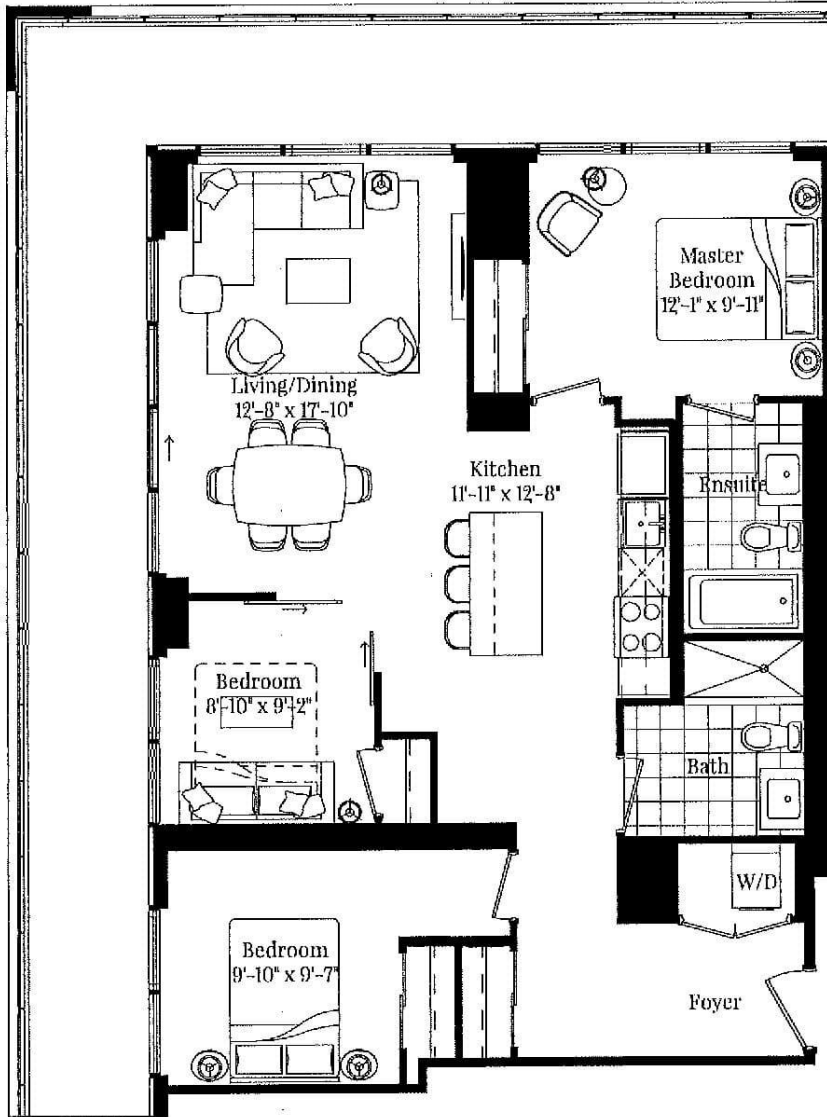 Master
Bedroom
12'-1" x 9'-11"
Living/Dining
12'-8" x 17'-10"
Kitchen
11'-11" x 12'-8"
Ensuite
Bedroom
8'-10" x 9'-2"
Bath
W/D
Bedroom
9'-10" x 9'-7"
Foyer